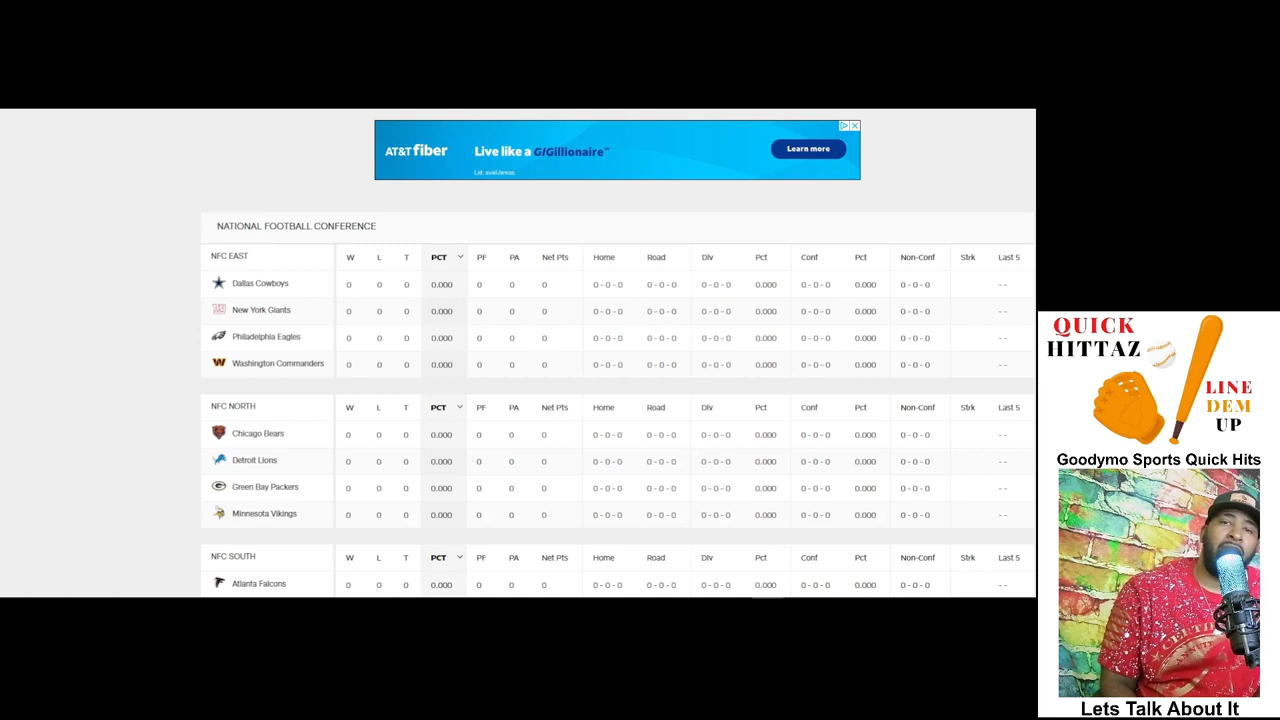 AT&T fiber Live like a GIGillionaire™ Learn more
Ltd. avail./areas.
NATIONAL FOOTBALL CONFERENCE
NFC EAST W L T PCT PF PA Net Pts Home Road Div Pct Conf Pct Non-Conf Strk Last 5
Dallas Cowboys 0 0 0 0.000 0 0 0 0 - 0 - 0 0 - 0 - 0 0 - 0 - 0 0.000 0 - 0 - 0 0.000 0 - 0 - 0 - -
New York Giants 0 0 0 0.000 0 0 0 0 - 0 - 0 0 - 0 - 0 0 - 0 - 0 0.000 0 - 0 - 0 0.000 0 - 0 - 0 - -
Philadelphia Eagles 0 0 0 0.000 0 0 0 0 - 0 - 0 0 - 0 - 0 0 - 0 - 0 0.000 0 - 0 - 0 0.000 0 - 0 - 0 - -
Washington Commanders 0 0 0 0.000 0 0 0 0 - 0 - 0 0 - 0 - 0 0 - 0 - 0 0.000 0 - 0 - 0 0.000 0 - 0 - 0 - -
NFC NORTH W L T PCT PF PA Net Pts Home Road Div Pct Conf Pct Non-Conf Strk Last 5
Chicago Bears 0 0 0 0.000 0 0 0 0 - 0 - 0 0 - 0 - 0 0 - 0 - 0 0.000 0 - 0 - 0 0.000 0 - 0 - 0 - -
Detroit Lions 0 0 0 0.000 0 0 0 0 - 0 - 0 0 - 0 - 0 0 - 0 - 0 0.000 0 - 0 - 0 0.000 0 - 0 - 0 - -
Green Bay Packers 0 0 0 0.000 0 0 0 0 - 0 - 0 0 - 0 - 0 0 - 0 - 0 0.000 0 - 0 - 0 0.000 0 - 0 - 0 - -
Minnesota Vikings 0 0 0 0.000 0 0 0 0 - 0 - 0 0 - 0 - 0 0 - 0 - 0 0.000 0 - 0 - 0 0.000 0 - 0 - 0 - -
NFC SOUTH W L T PCT PF PA Net Pts Home Road Div Pct Conf Pct Non-Conf Strk Last 5
Atlanta Falcons 0 0 0 0.000 0 0 0 0 - 0 - 0 0 - 0 - 0 0 - 0 - 0 0.000 0 - 0 - 0 0.000 0 - 0 - 0 - -
QUICK
HITTAZ
LINE
DEM
UP
Goodymo Sports Quick Hits
Lets Talk About It